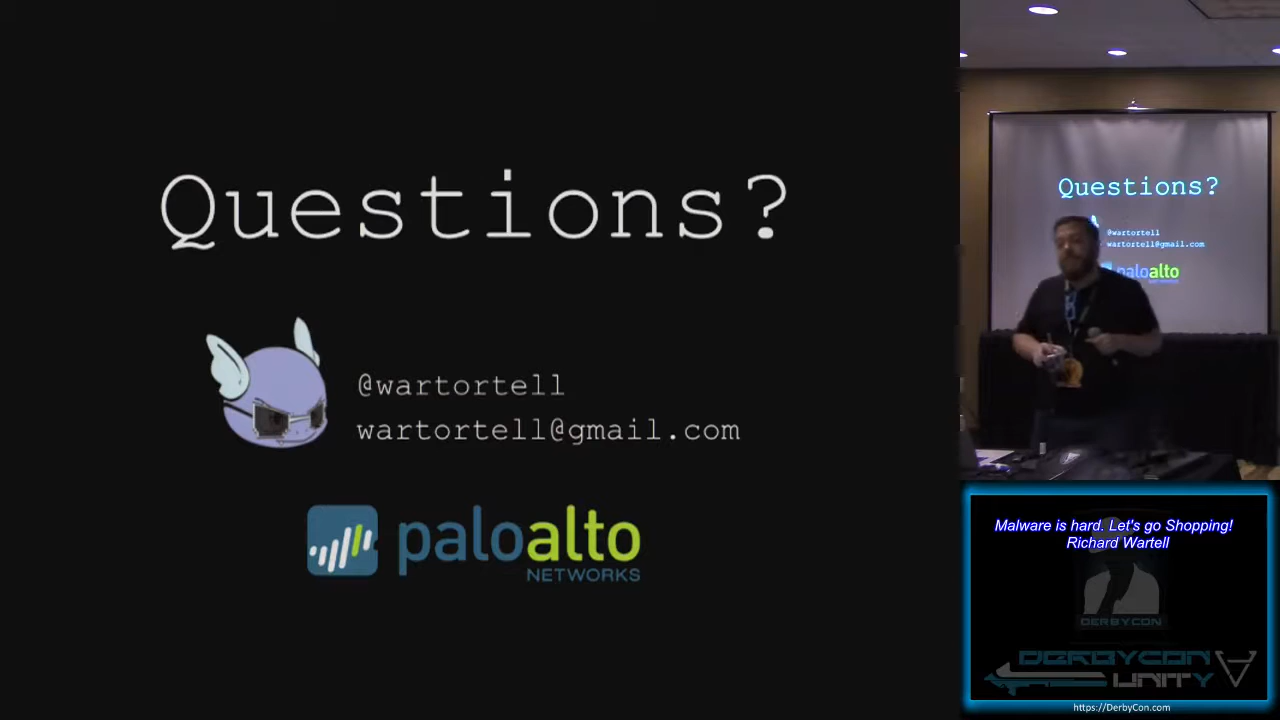 Questions?
@wartortell
wartortell@gmail.com
paloalto
NETWORKS
Questions?
@wartortell
wartortell@gmail.com
paloalto
Malware is hard. Let's go Shopping!
Richard Wartell
DERBYCON
DERBYCON
UNITY
https://DerbyCon.com